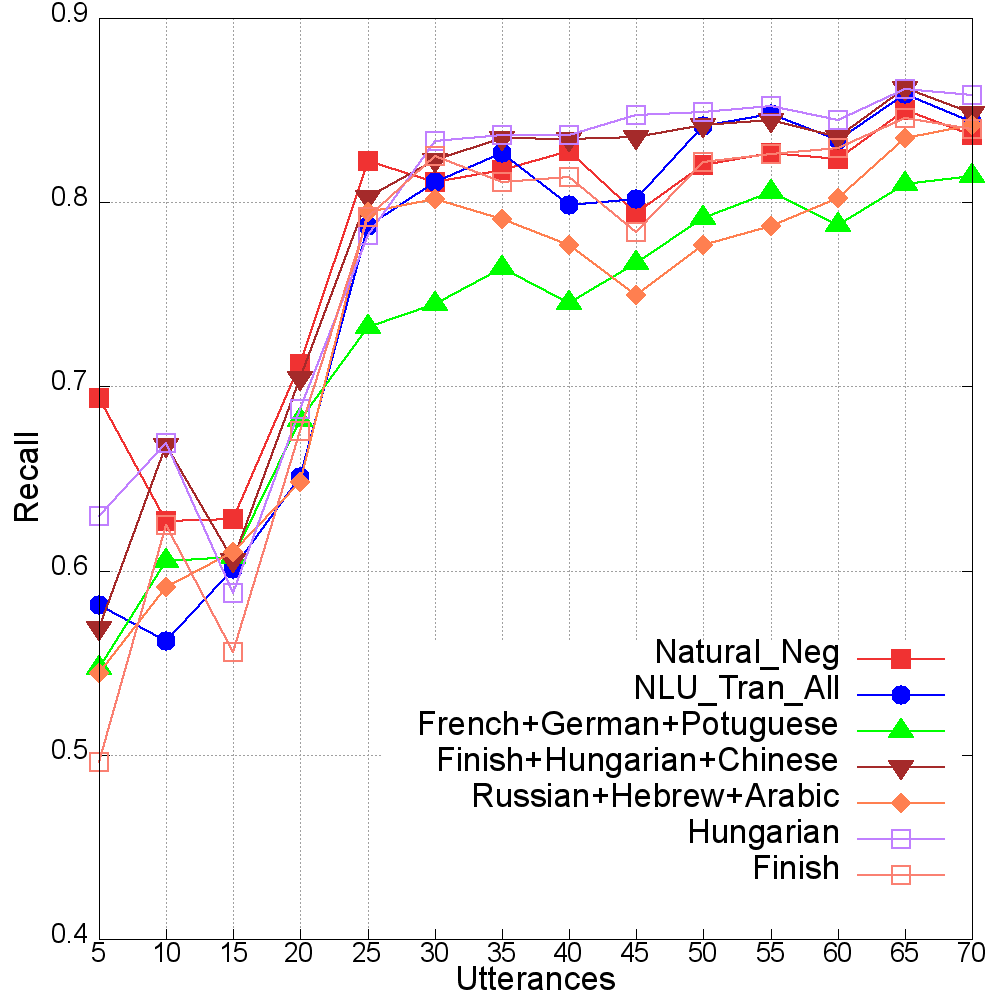 0.9
0.8
0.7
0.6
0.5
0.4
Recall
Natural_Neg
NLU_Tran_All
French+German+Potuguese
Finish+Hungarian+Chinese
Russian+Hebrew+Arabic
Hungarian
Finish
5 10 15 20 25 30 35 40 45 50 55 60 65 70
Utterances